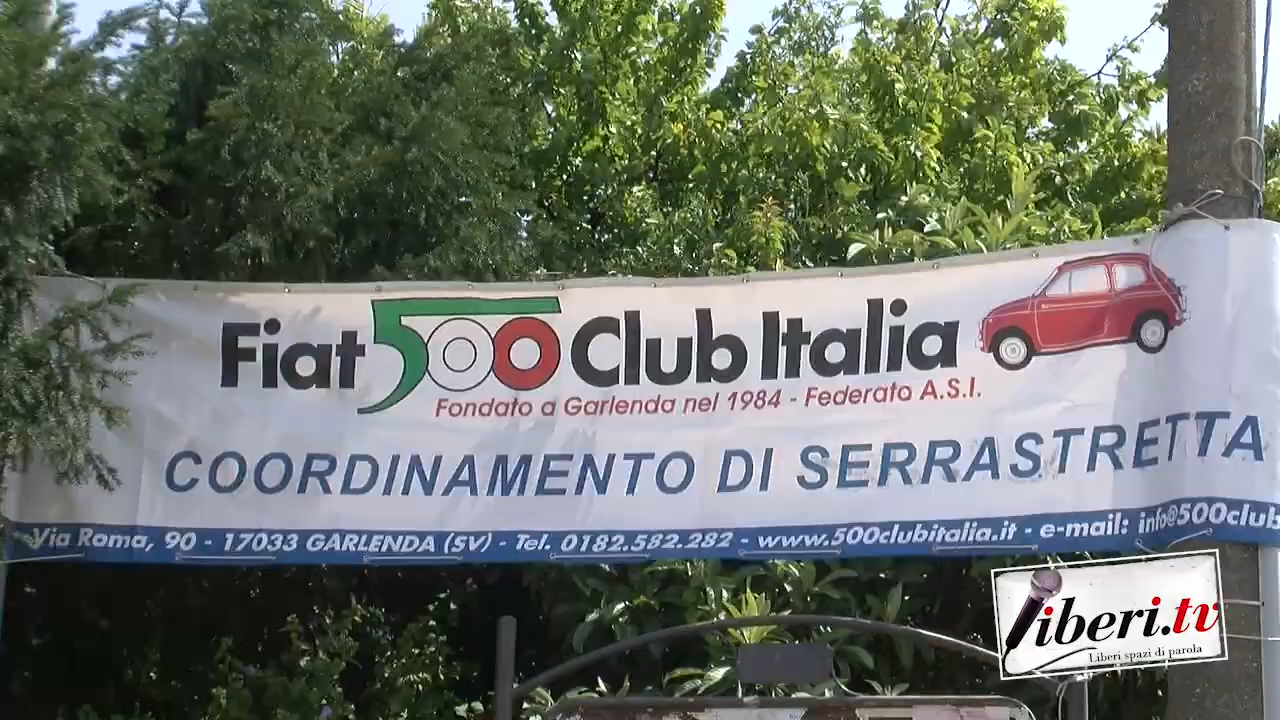 Fiat 500 Club Italia
Fondato a Garlenda nel 1984 - Federato A.S.I.
COORDINAMENTO DI SERRASTRETTA
Via Roma, 90 - 17033 GARLENDA (SV) - Tel. 0182.582.282 - www.500clubitalia.it - e-mail: info@500club
liberi.tv
Liberi spazi di parola